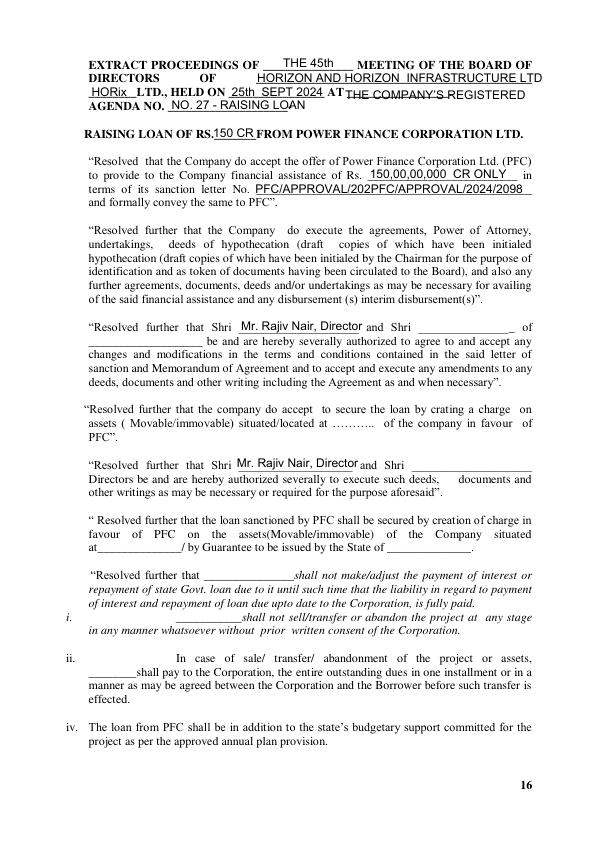 EXTRACT PROCEEDINGS OF ___THE 45th___ MEETING OF THE BOARD OF
DIRECTORS OF HORIZON AND HORIZON INFRASTRUCTURE LTD
HORix_LTD., HELD ON 25th SEPT 2024 AT THE COMPANY'S REGISTERED
AGENDA NO. NO. 27 - RAISING LOAN
RAISING LOAN OF RS.150 CR FROM POWER FINANCE CORPORATION LTD.
“Resolved that the Company do accept the offer of Power Finance Corporation Ltd. (PFC)
to provide to the Company financial assistance of Rs. 150,00,00,000 CR ONLY in
terms of its sanction letter No. PFC/APPROVAL/202PFC/APPROVAL/2024/2098
and formally convey the same to PFC”.
“Resolved further that the Company do execute the agreements, Power of Attorney,
undertakings, deeds of hypothecation (draft copies of which have been initialed
hypothecation (draft copies of which have been initialed by the Chairman for the purpose of
identification and as token of documents having been circulated to the Board), and also any
further agreements, documents, deeds and/or undertakings as may be necessary for availing
of the said financial assistance and any disbursement (s) interim disbursement(s)”.
“Resolved further that Shri Mr. Rajiv Nair, Director and Shri ________________ of
___________________ be and are hereby severally authorized to agree to and accept any
changes and modifications in the terms and conditions contained in the said letter of
sanction and Memorandum of Agreement and to accept and execute any amendments to any
deeds, documents and other writing including the Agreement as and when necessary”.
“Resolved further that the company do accept to secure the loan by crating a charge on
assets ( Movable/immovable) situated/located at ……….. of the company in favour of
PFC”.
“Resolved further that Shri Mr. Rajiv Nair, Director and Shri ____________________
Directors be and are hereby authorized severally to execute such deeds, documents and
other writings as may be necessary or required for the purpose aforesaid”.
“ Resolved further that the loan sanctioned by PFC shall be secured by creation of charge in
favour of PFC on the assets(Movable/immovable) of the Company situated
at______________/ by Guarantee to be issued by the State of ______________.
“Resolved further that _______________shall not make/adjust the payment of interest or
repayment of state Govt. loan due to it until such time that the liability in regard to payment
of interest and repayment of loan due upto date to the Corporation, is fully paid.
i. ___________shall not sell/transfer or abandon the project at any stage
in any manner whatsoever without prior written consent of the Corporation.
ii. In case of sale/ transfer/ abandonment of the project or assets,
________shall pay to the Corporation, the entire outstanding dues in one installment or in a
manner as may be agreed between the Corporation and the Borrower before such transfer is
effected.
iv. The loan from PFC shall be in addition to the state’s budgetary support committed for the
project as per the approved annual plan provision.
16